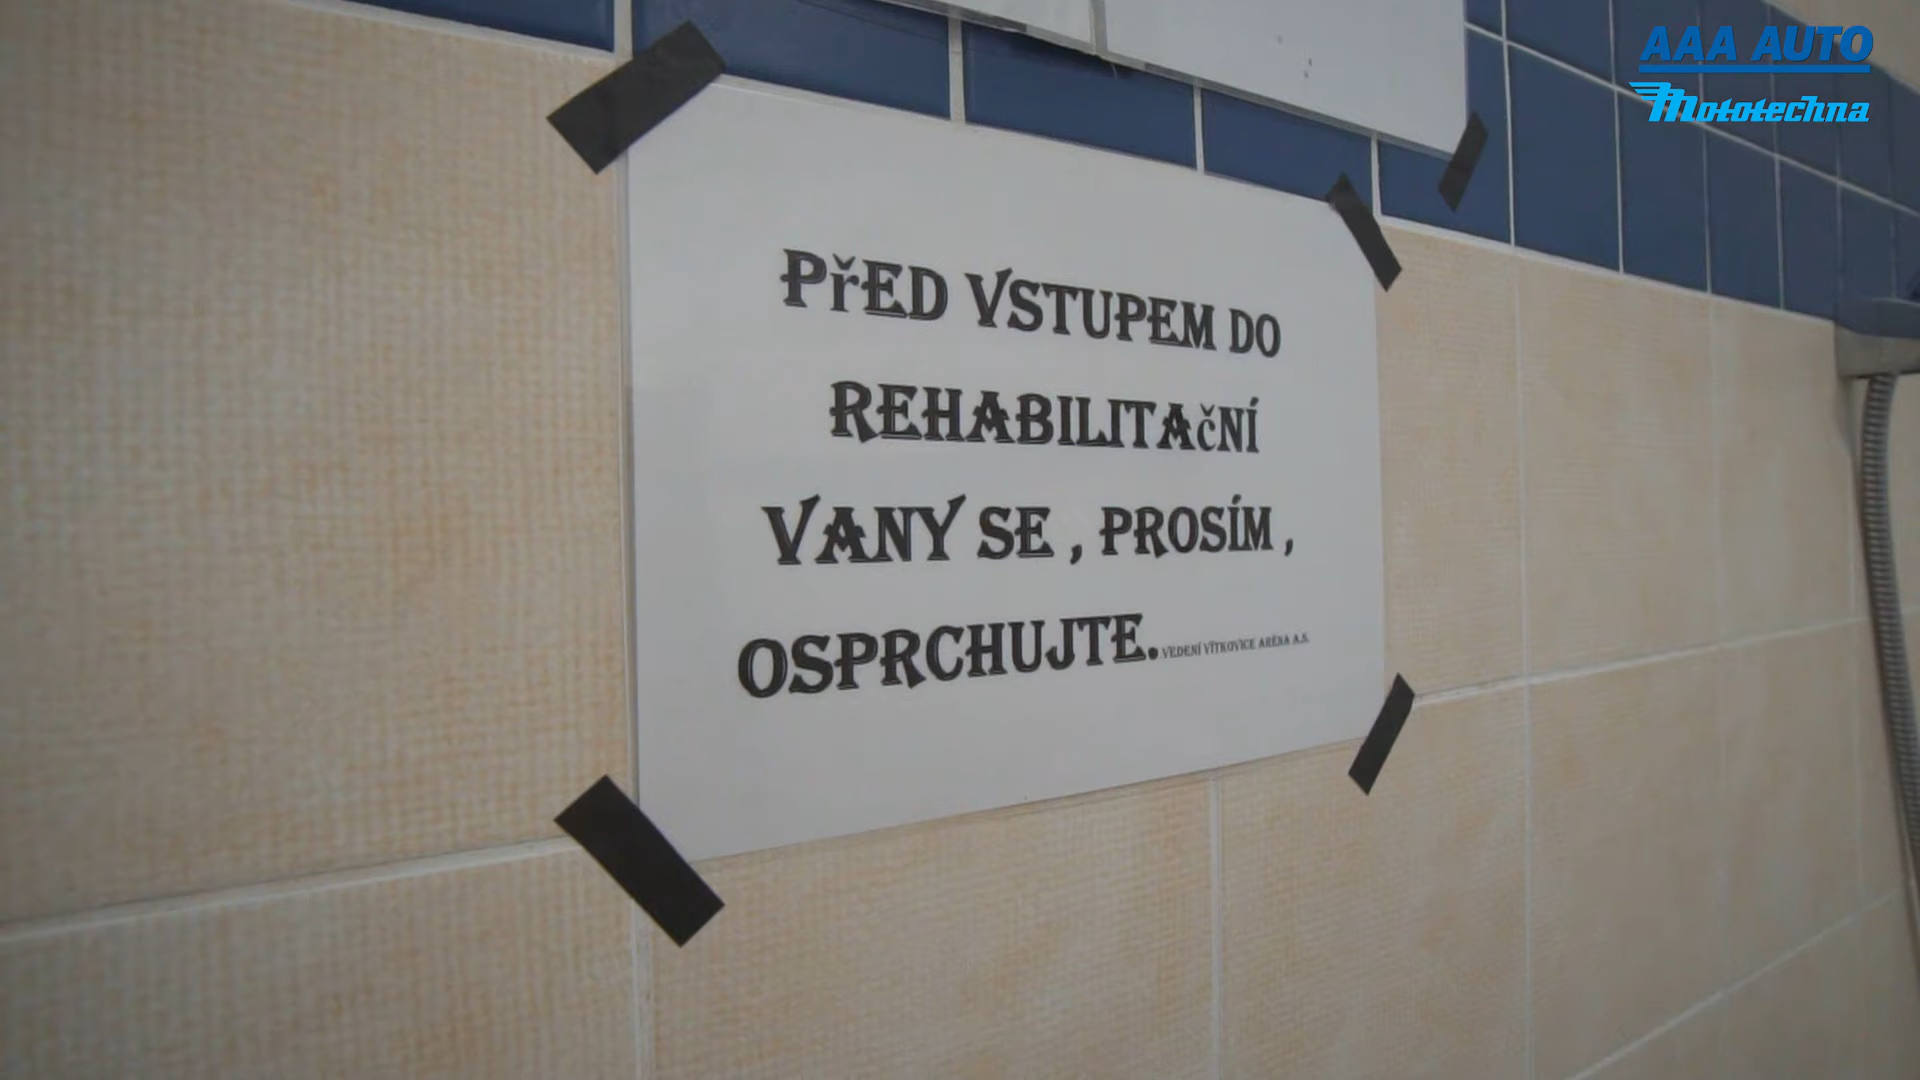 AAA AUTO
Mototechna
PřED VSTUPEM DO
REHABILITAčNÍ
VANY SE , PROSÍM ,
OSPRCHUJTE. VEDENÍ VÍTKOVICE ARÉNA A.S.